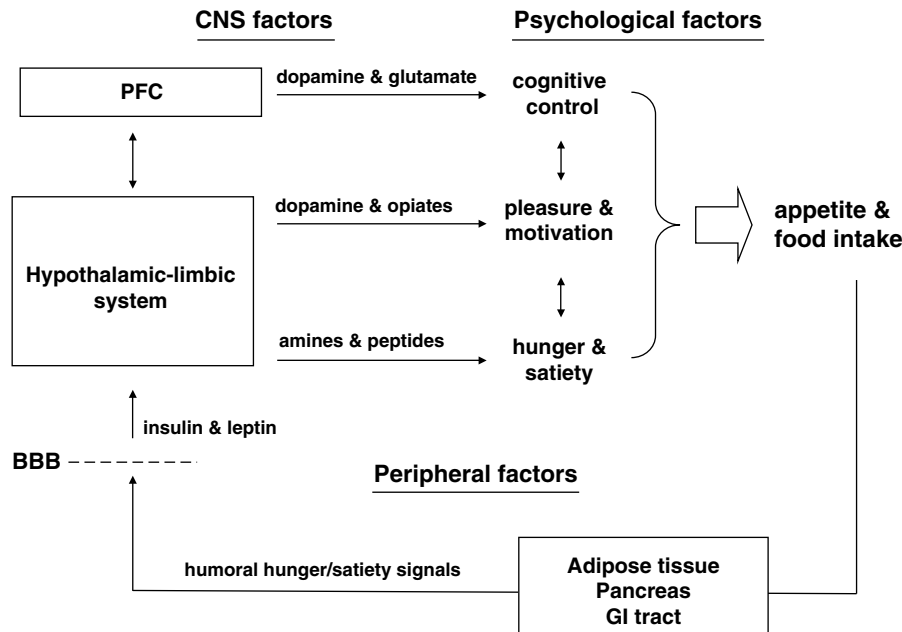 CNS factors
Psychological factors
PFC
dopamine & glutamate
cognitive
control
dopamine & opiates
pleasure &
motivation
appetite &
food intake
Hypothalamic-limbic
system
amines & peptides
hunger &
satiety
insulin & leptin
BBB
Peripheral factors
humoral hunger/satiety signals
Adipose tissue
Pancreas
GI tract